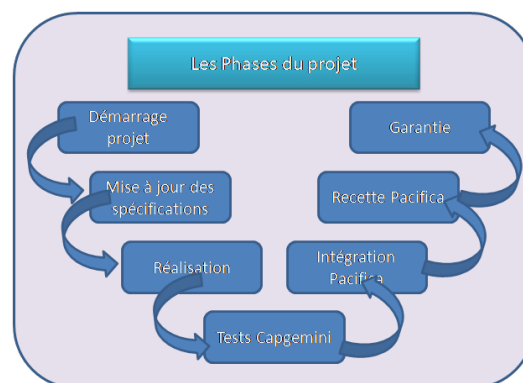 Les Phases du projet
Démarrage
projet
Garantie
Mise à jour des
spécifications
Recette Pacifica
Réalisation
Intégration
Pacifica
Tests Capgemini